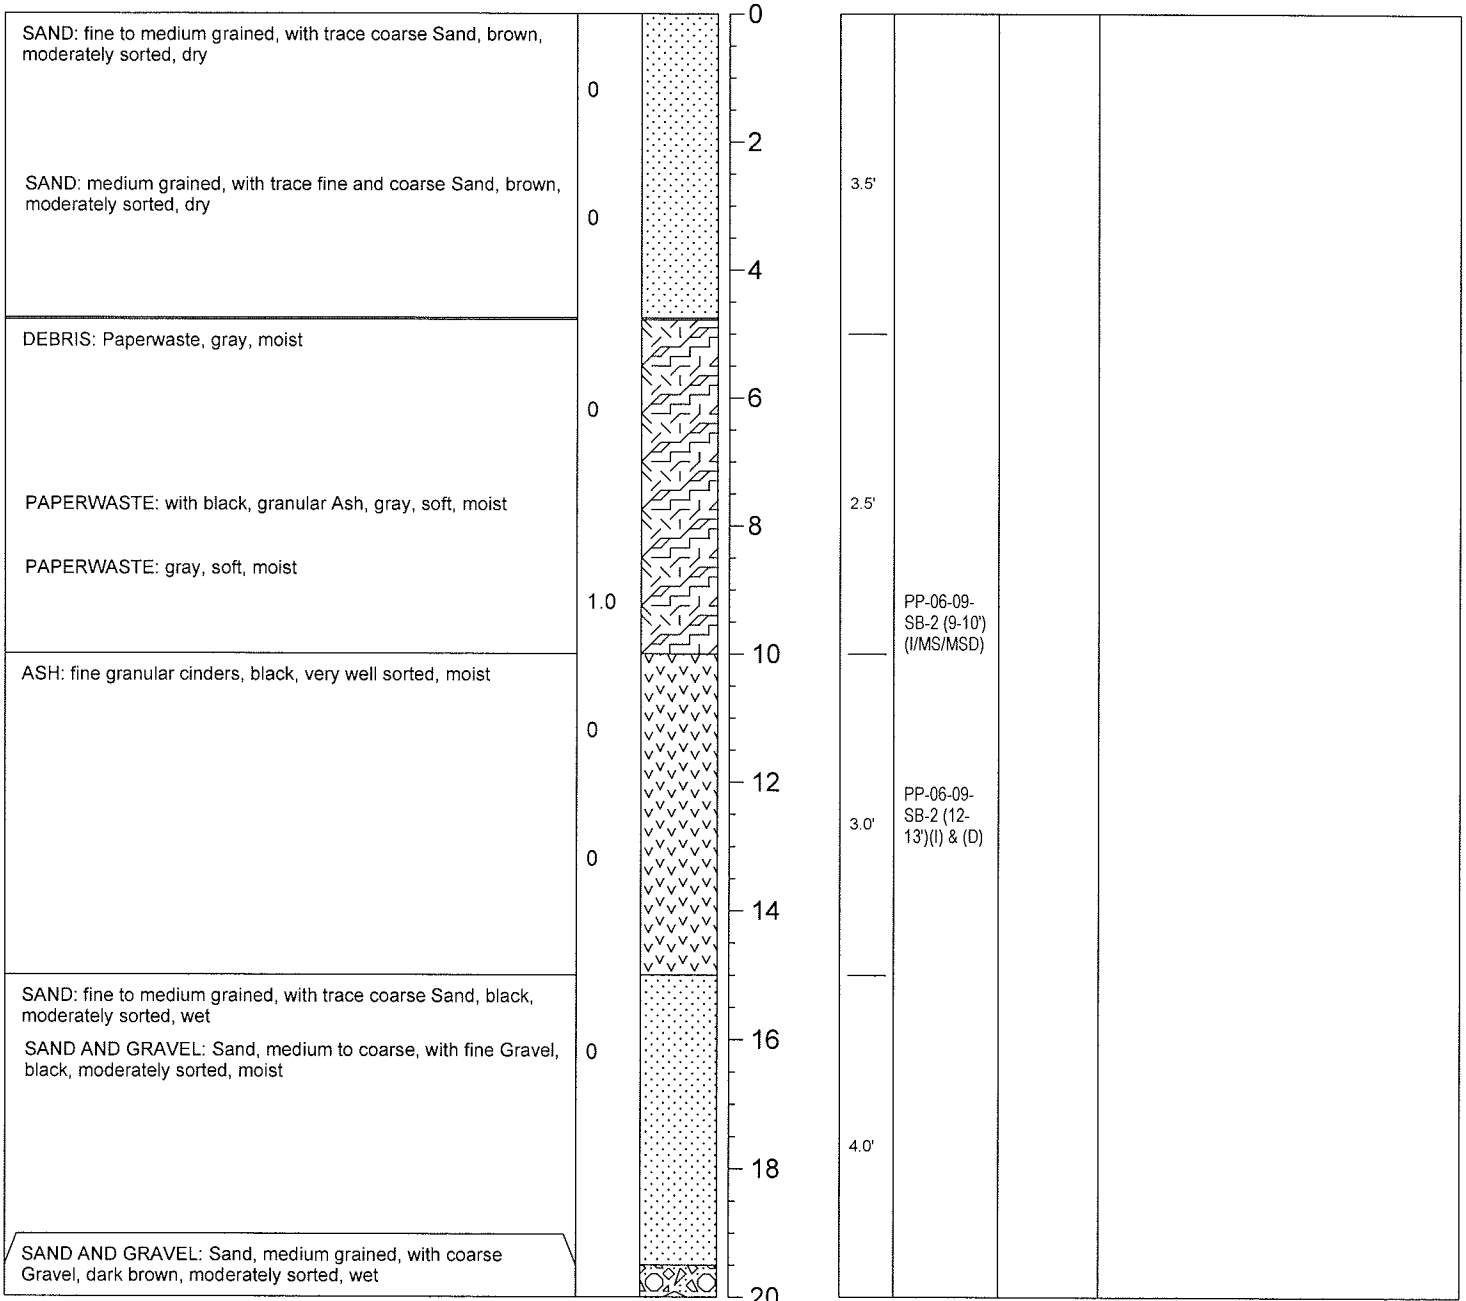 0
SAND: fine to medium grained, with trace coarse Sand, brown,
moderately sorted, dry
0
2
SAND: medium grained, with trace fine and coarse Sand, brown,
moderately sorted, dry
3.5'
0
4
DEBRIS: Paperwaste, gray, moist
6
0
PAPERWASTE: with black, granular Ash, gray, soft, moist
2.5'
8
PAPERWASTE: gray, soft, moist
1.0
PP-06-09-
SB-2 (9-10')
(I/MS/MSD)
10
ASH: fine granular cinders, black, very well sorted, moist
0
12
PP-06-09-
SB-2 (12-
13')(I) & (D)
3.0'
0
14
SAND: fine to medium grained, with trace coarse Sand, black,
moderately sorted, wet
16
SAND AND GRAVEL: Sand, medium to coarse, with fine Gravel,
black, moderately sorted, moist
0
4.0'
18
SAND AND GRAVEL: Sand, medium grained, with coarse
Gravel, dark brown, moderately sorted, wet
20